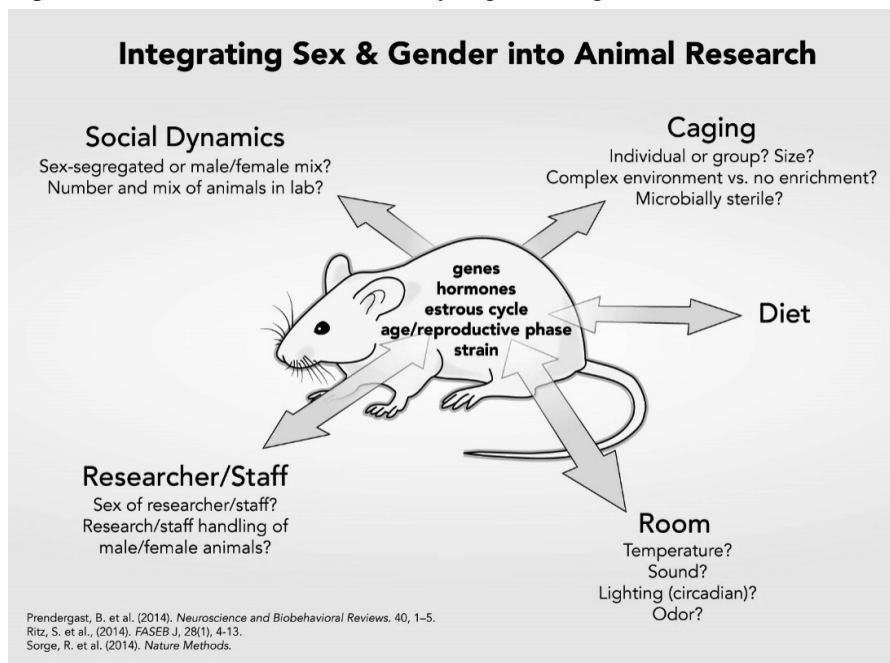 Integrating Sex & Gender into Animal Research
Social Dynamics
Sex-segregated or male/female mix?
Number and mix of animals in lab?
Caging
Individual or group? Size?
Complex environment vs. no enrichment?
Microbially sterile?
genes
hormones
estrous cycle
age/reproductive phase
strain
Diet
Researcher/Staff
Sex of researcher/staff?
Research/staff handling of
male/female animals?
Room
Temperature?
Sound?
Lighting (circadian)?
Odor?
Prendergast, B. et al. (2014). Neuroscience and Biobehavioral Reviews. 40, 1–5.
Ritz, S. et al., (2014). FASEB J, 28(1), 4-13.
Sorge, R. et al. (2014). Nature Methods.